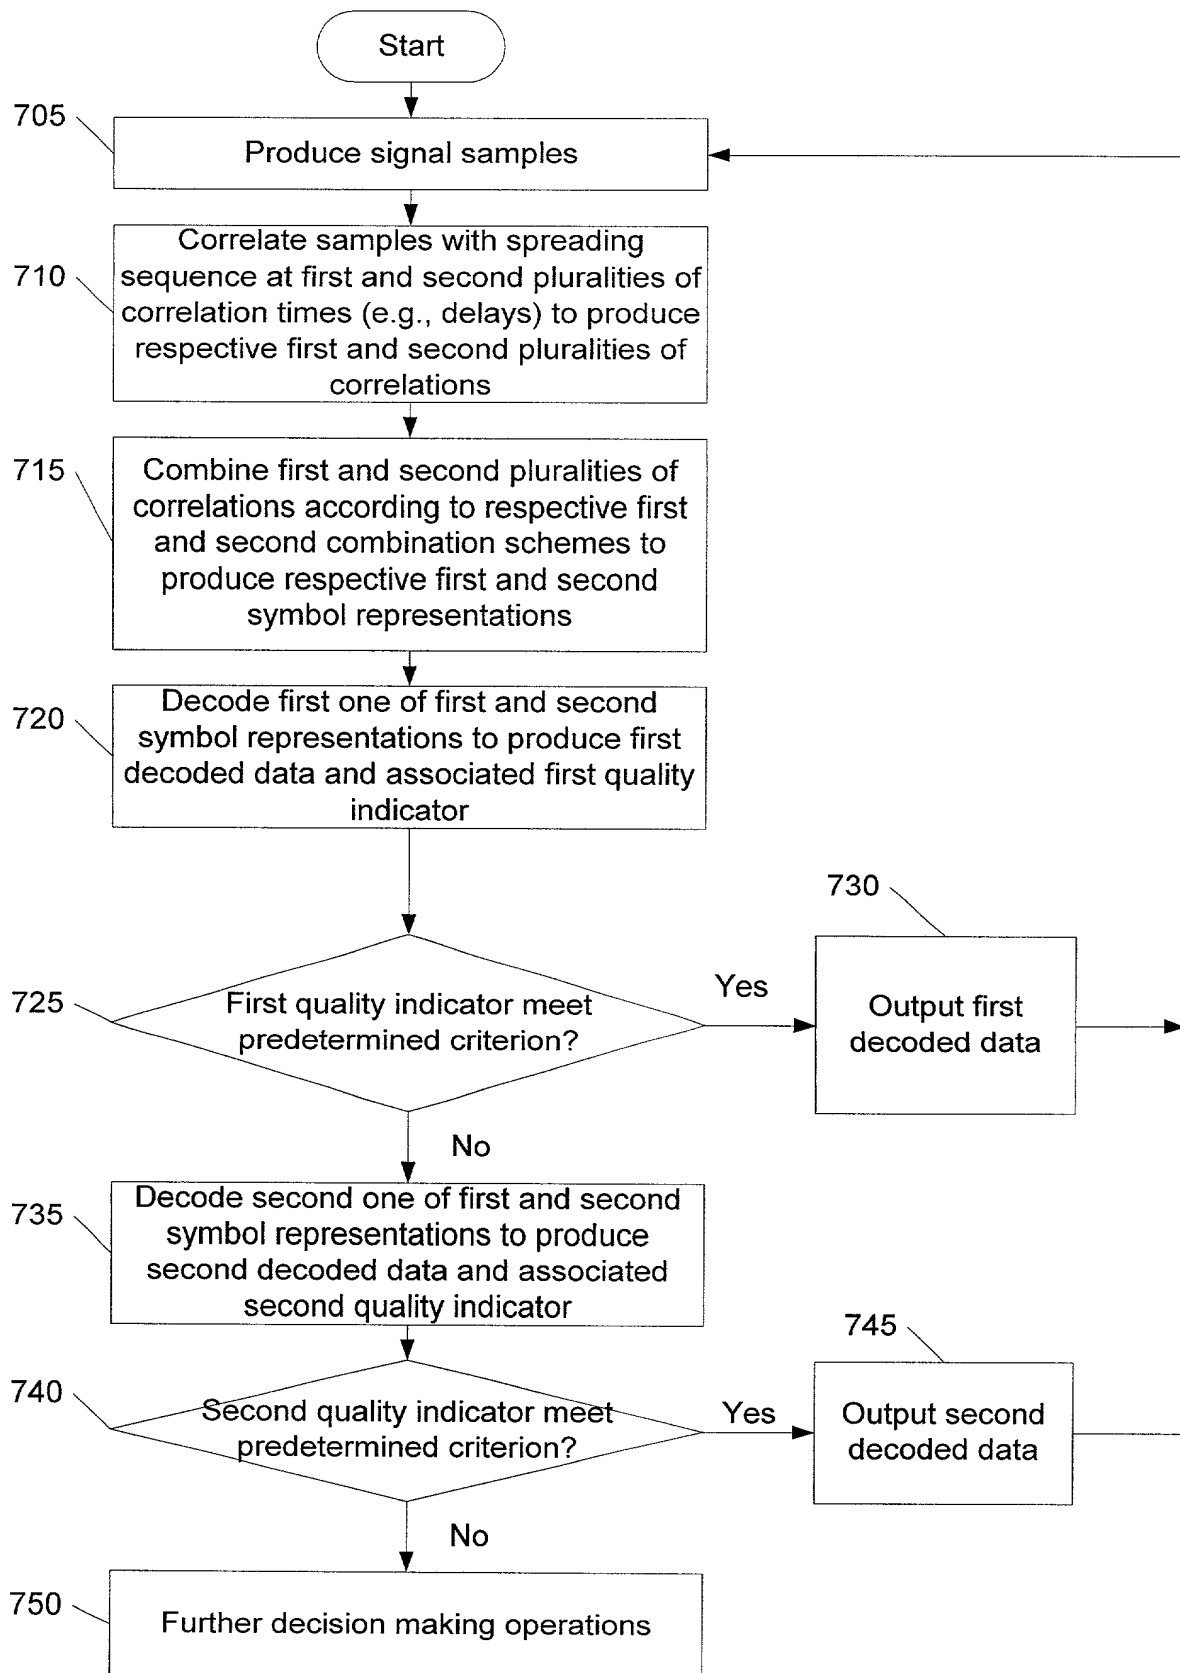 Start
705
Produce signal samples
710
Correlate samples with spreading
sequence at first and second pluralities of
correlation times (e.g., delays) to produce
respective first and second pluralities of
correlations
715
Combine first and second pluralities of
correlations according to respective first
and second combination schemes to
produce respective first and second
symbol representations
720
Decode first one of first and second
symbol representations to produce first
decoded data and associated first quality
indicator
725
First quality indicator meet
predetermined criterion?
Yes
730
Output first
decoded data
No
735
Decode second one of first and second
symbol representations to produce
second decoded data and associated
second quality indicator
740
Second quality indicator meet
predetermined criterion?
Yes
745
Output second
decoded data
No
750
Further decision making operations